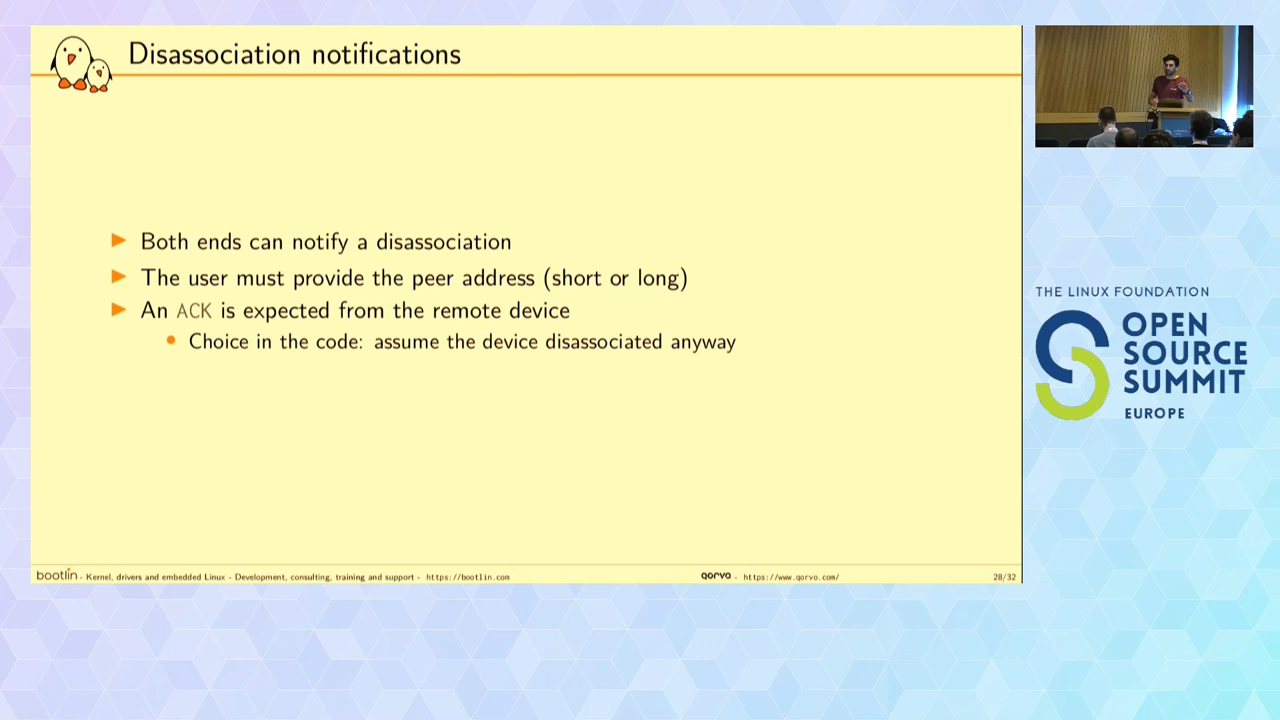 Disassociation notifications
Both ends can notify a disassociation
The user must provide the peer address (short or long)
An ACK is expected from the remote device
Choice in the code: assume the device disassociated anyway
bootlin - Kernel, drivers and embedded Linux - Development, consulting, training and support - https://bootlin.com
qorvo - https://www.qorvo.com/
28/32
THE LINUX FOUNDATION
OPEN
SOURCE
SUMMIT
EUROPE